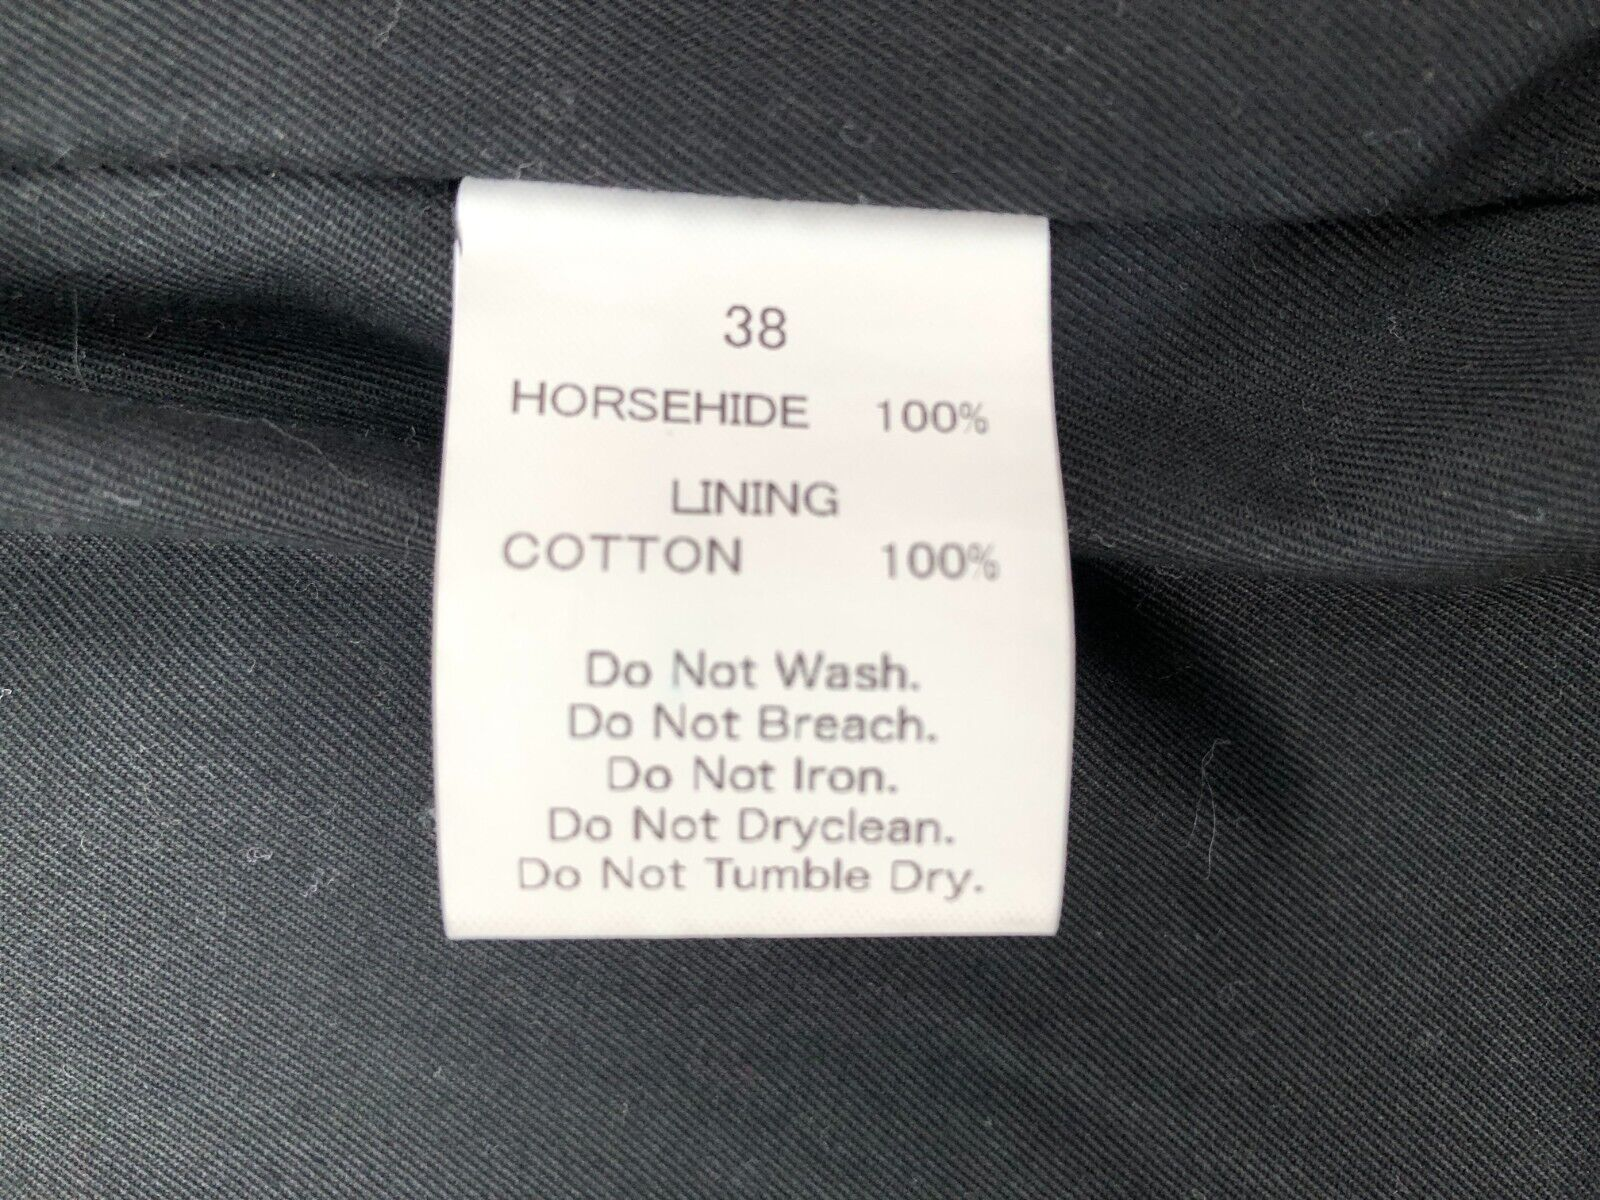 38
HORSEHIDE 100%
LINING
COTTON 100%
Do Not Wash.
Do Not Breach.
Do Not Iron.
Do Not Dryclean.
Do Not Tumble Dry.